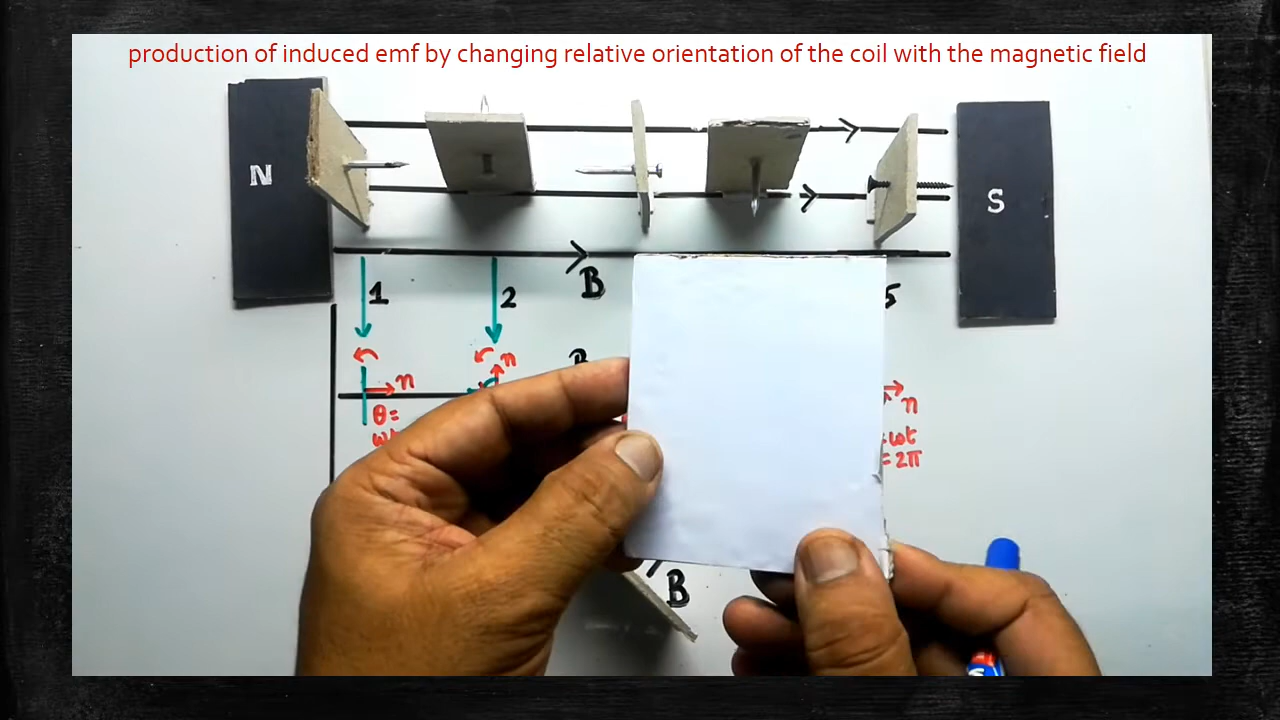 production of induced emf by changing relative orientation of the coil with the magnetic field
N
S
B
1
2
5
n
n
θ=
n
ωt
= 2π
B